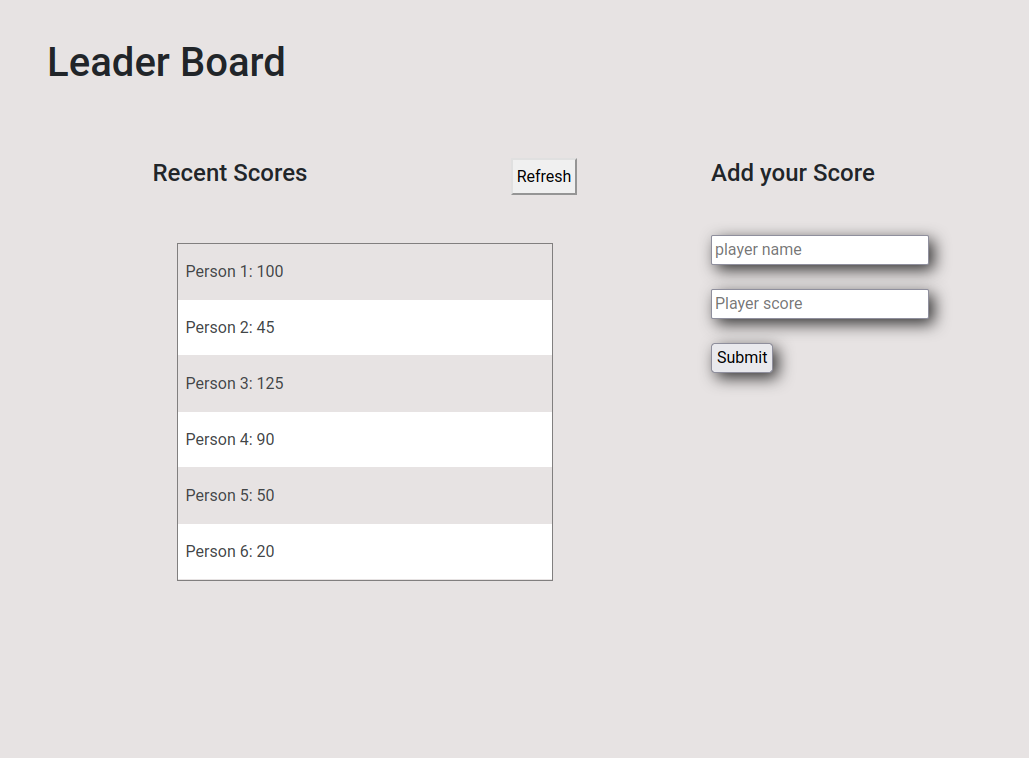 Leader Board
Recent Scores
Refresh
Person 1: 100
Person 2: 45
Person 3: 125
Person 4: 90
Person 5: 50
Person 6: 20
Add your Score
player name
Player score
Submit